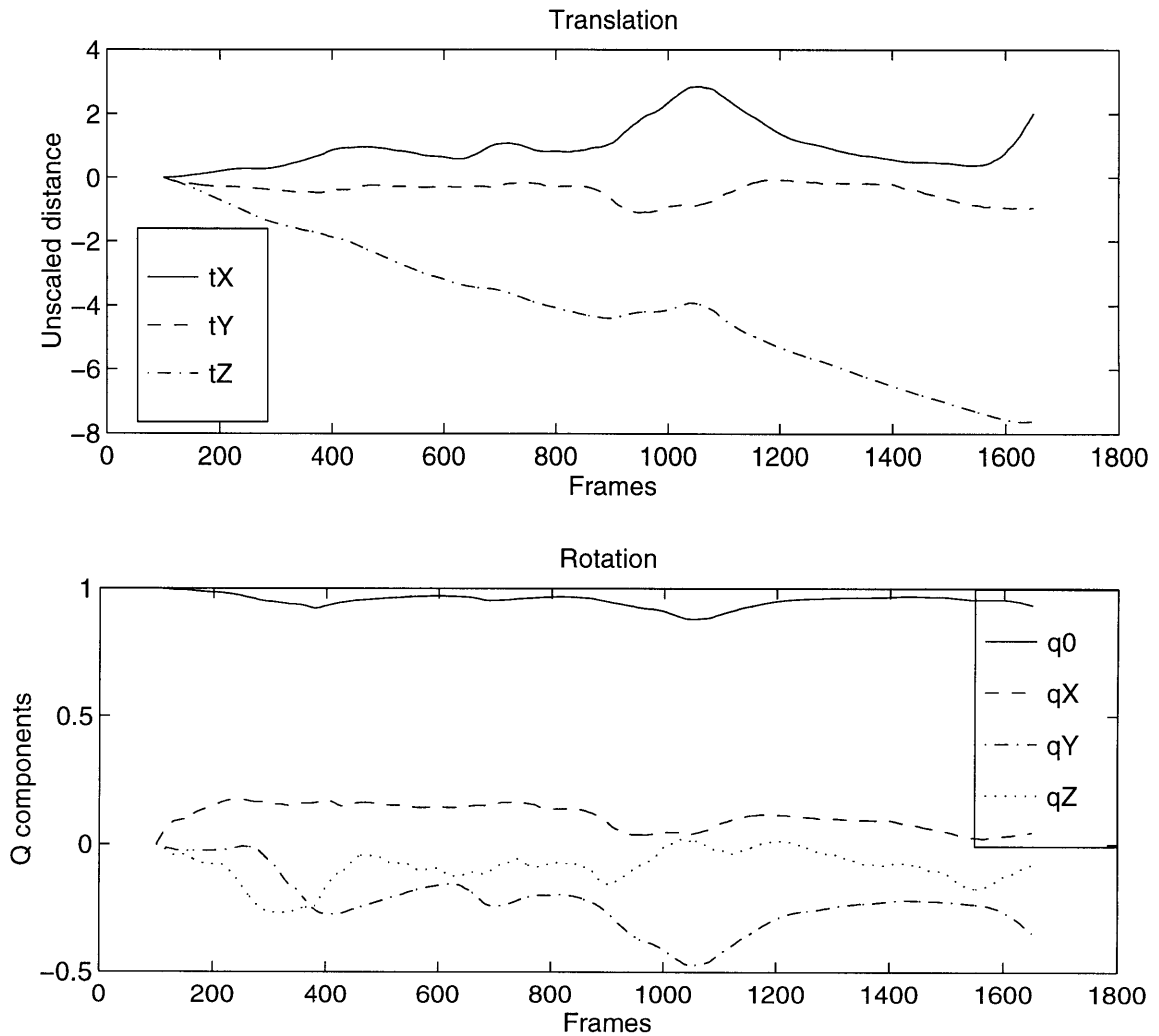 Translation
4
2
0
−2
−4
−6
−8
Unscaled distance
tX
tY
tZ
0 200 400 600 800 1000 1200 1400 1600 1800
Frames
Rotation
1
0.5
0
−0.5
Q components
q0
qX
qY
qZ
0 200 400 600 800 1000 1200 1400 1600 1800
Frames